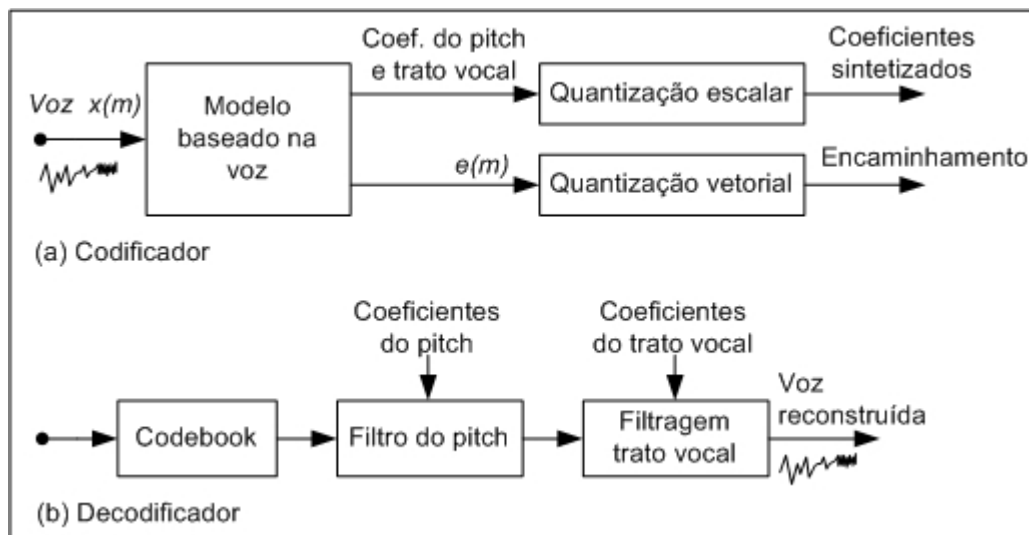 Voz x(m)
Modelo
baseado na
voz
Coef. do pitch
e trato vocal
Quantização escalar
Coeficientes
sintetizados
e(m)
Quantização vetorial
Encaminhamento
(a) Codificador
Codebook
Coeficientes
do pitch
Filtro do pitch
Coeficientes
do trato vocal
Filtragem
trato vocal
Voz
reconstruída
(b) Decodificador